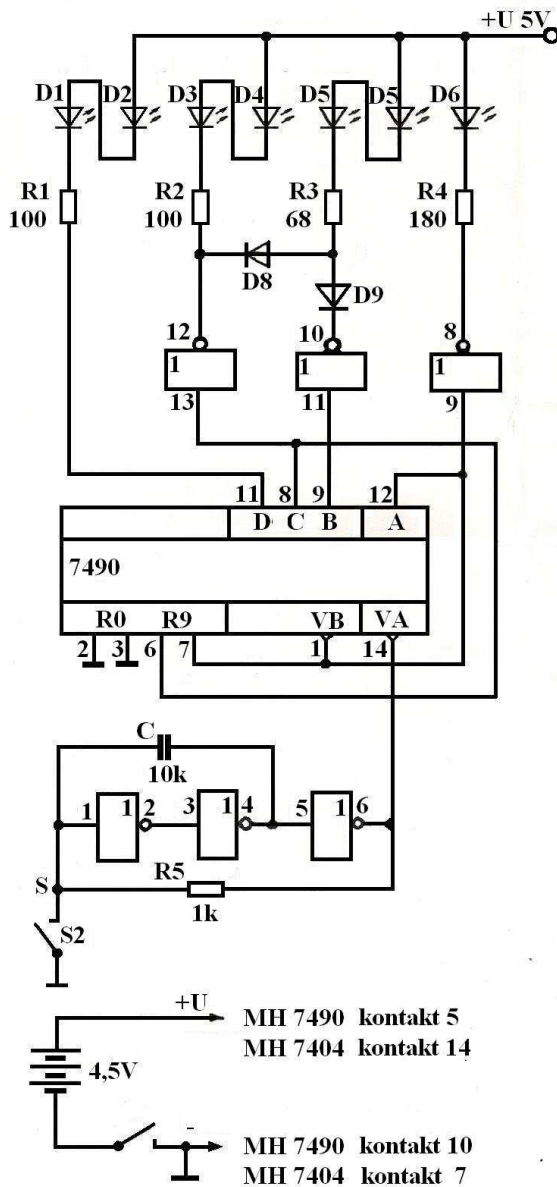 +U 5V
D1 D2 D3 D4 D5 D5 D6
R1 R2 R3 R4
100 100 68 180
D8
D9
12 10 8
1 1 1
13 11 9
11 8 9 12
D C B A
7490
R0 R9 VB VA
2 3 6 7 1 14
C
10k
1 1 2 3 1 4 5 1 6
R5
S
1k
S2
+U
MH 7490 kontakt 5
MH 7404 kontakt 14
4,5V
-
MH 7490 kontakt 10
MH 7404 kontakt 7